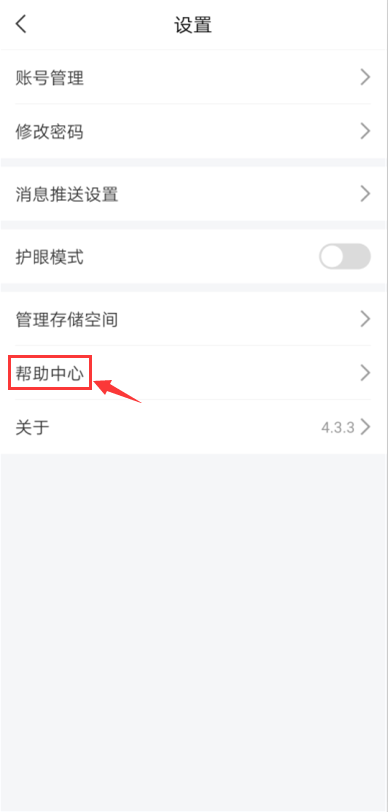 设置
账号管理
修改密码
消息推送设置
护眼模式
管理存储空间
帮助中心
关于 4.3.3